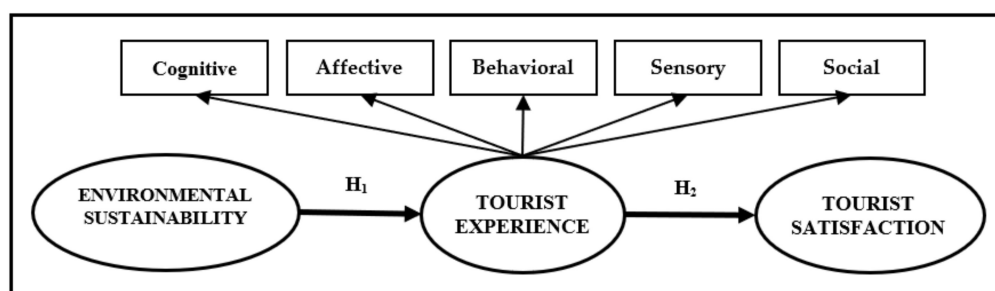 Cognitive
Affective
Behavioral
Sensory
Social
H₁
H₂
ENVIRONMENTAL
SUSTAINABILITY
TOURIST
EXPERIENCE
TOURIST
SATISFACTION